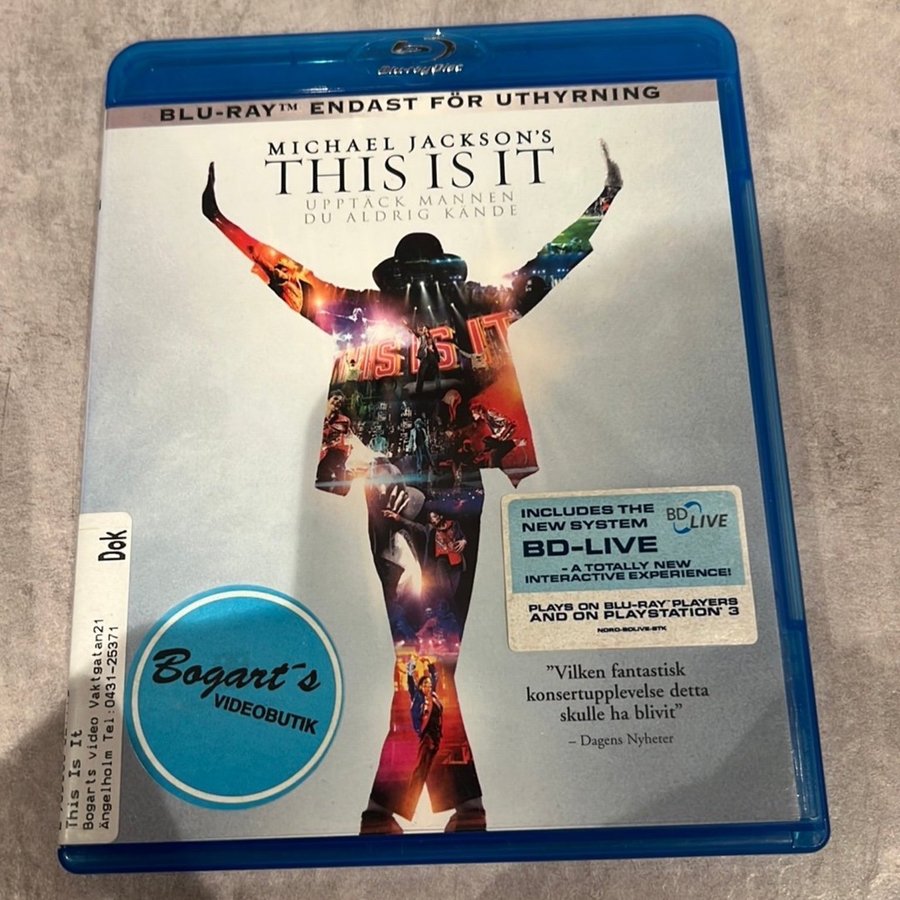 Blu-ray Disc
BLU-RAY™ ENDAST FÖR UTHYRNING
MICHAEL JACKSON'S
THIS IS IT
UPPTÄCK MANNEN
DU ALDRIG KÄNDE
THIS IS IT
INCLUDES THE
NEW SYSTEM
BD-LIVE
- A TOTALLY NEW
INTERACTIVE EXPERIENCE!
BD LIVE
PLAYS ON BLU-RAY™ PLAYERS
AND ON PLAYSTATION® 3
NORD-BDLIVE-STK
Dok
This Is It
Bogarts video Vaktgatan21
Ängelholm Tel:0431-25371
Bogart´s
VIDEOBUTIK
”Vilken fantastisk
konsertupplevelse detta
skulle ha blivit”
– Dagens Nyheter